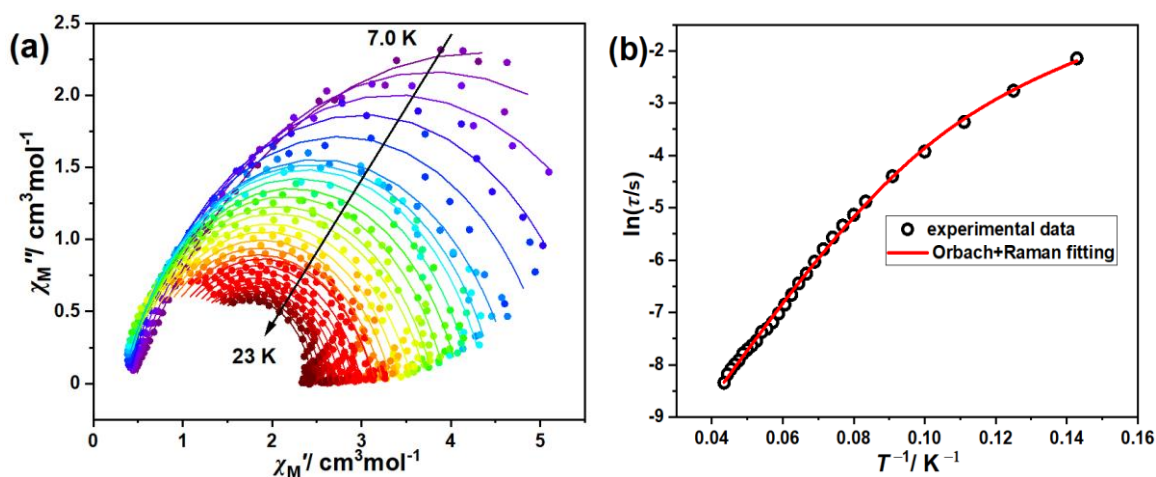 (a)
2.5
2.0
1.5
1.0
0.5
0
χM″/ cm3mol-1
7.0 K
23 K
0 1 2 3 4 5
χM′/ cm3mol-1
(b)
-2
-3
-4
-5
-6
-7
-8
-9
ln(τ/s)
experimental data
Orbach+Raman fitting
0.04 0.06 0.08 0.10 0.12 0.14 0.16
T−1/ K−1